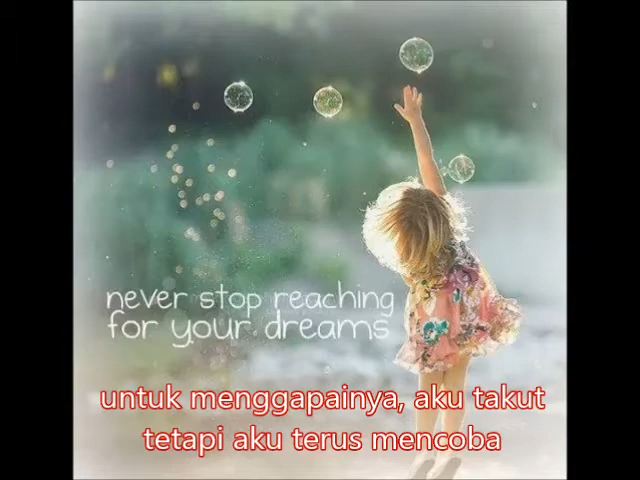 never stop reaching
for your dreams
untuk menggapainya, aku takut
tetapi aku terus mencoba